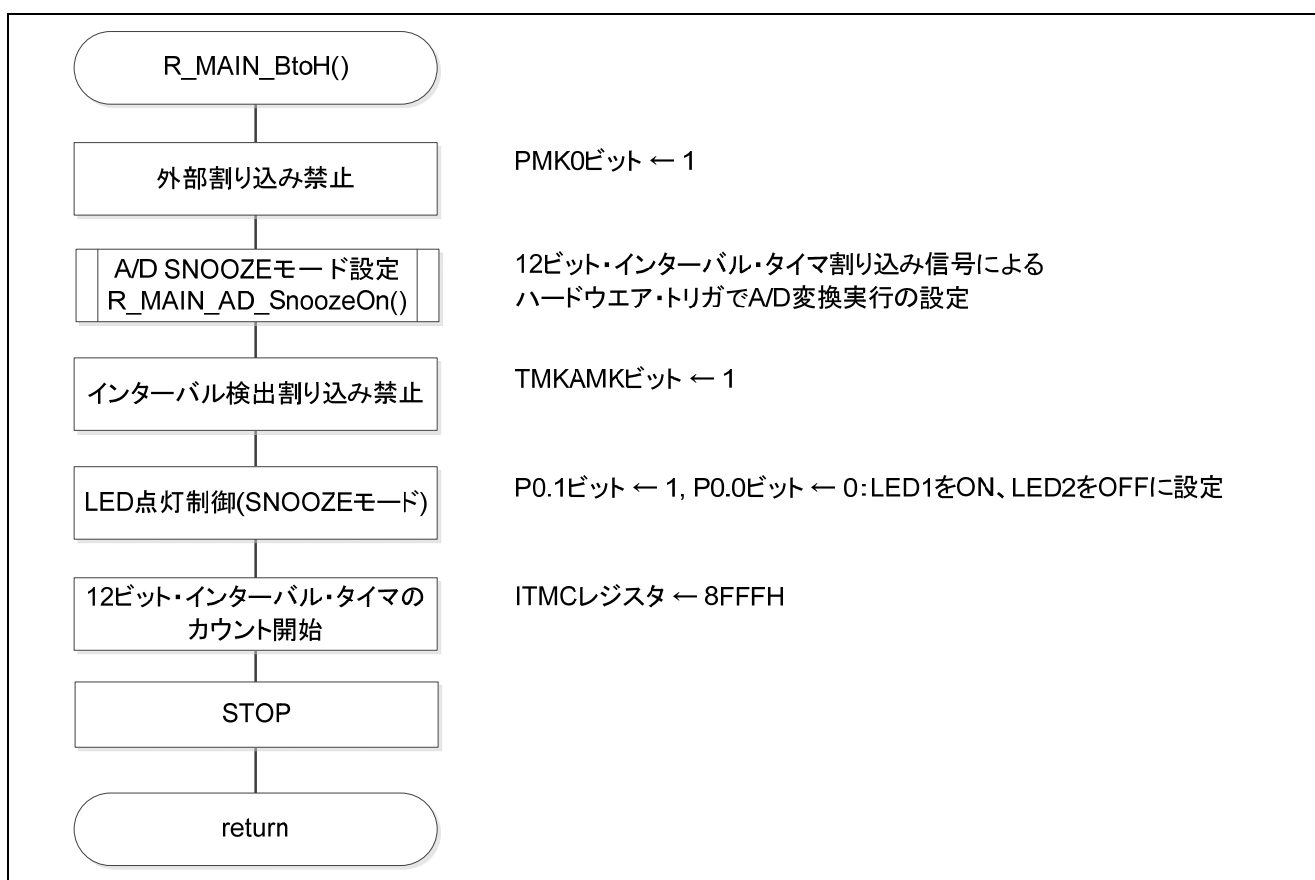 R_MAIN_BtoH()
外部割り込み禁止
PMK0ビット ← 1
A/D SNOOZEモード設定
R_MAIN_AD_SnoozeOn()
12ビット・インターバル・タイマ割り込み信号による
ハードウエア・トリガでA/D変換実行の設定
インターバル検出割り込み禁止
TMKAMKビット ← 1
LED点灯制御(SNOOZEモード)
P0.1ビット ← 1, P0.0ビット ← 0:LED1をON、LED2をOFFに設定
12ビット・インターバル・タイマの
カウント開始
ITMCレジスタ ← 8FFFH
STOP
return